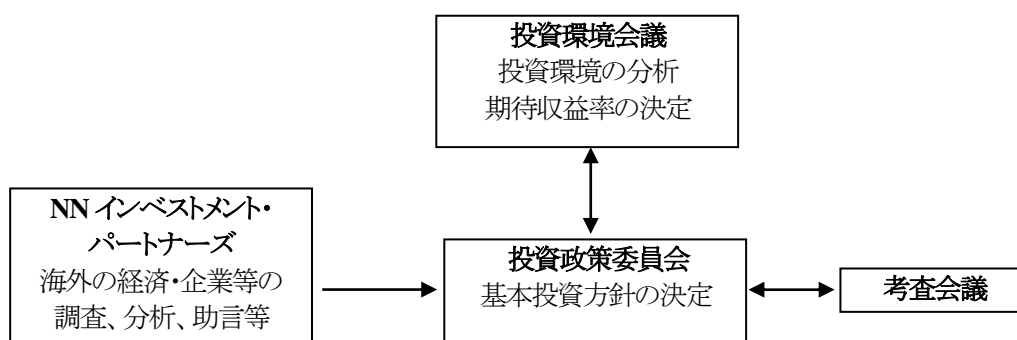 投資環境会議
投資環境の分析
期待収益率の決定
NN インベストメント・
パートナーズ
海外の経済・企業等の
調査、分析、助言等
投資政策委員会
基本投資方針の決定
考査会議